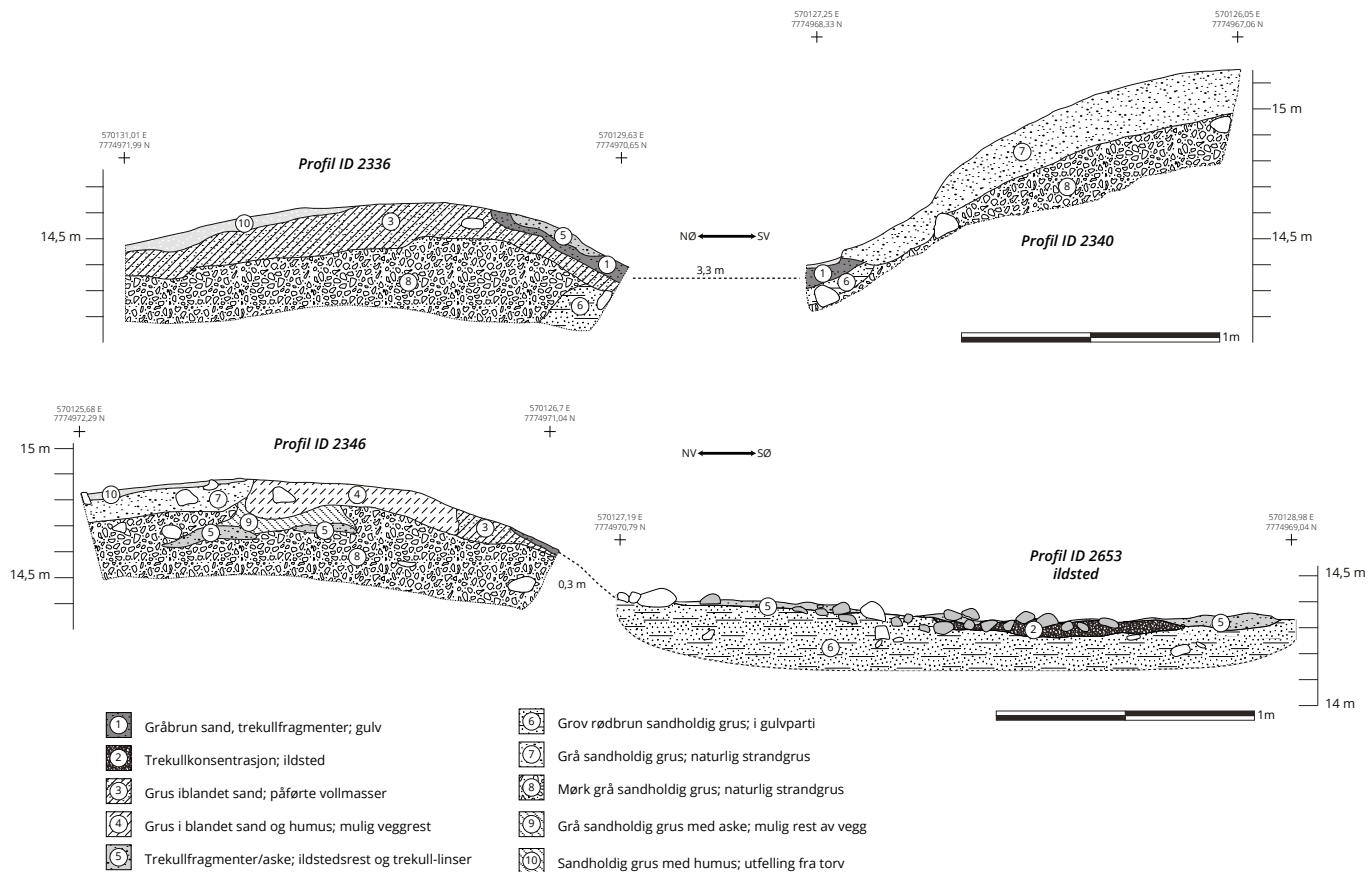 570127,25 E
7774968,33 N
570126,05 E
7774967,06 N
570131,01 E
7774971,99 N
570129,63 E
7774970,65 N
Profil ID 2336
15 m
7
8
10
3
5
14,5 m
NØ SV
14,5 m
Profil ID 2340
1
3,3 m
1
8
6
6
1m
570125,68 E
7774972,29 N
570126,7 E
7774971,04 N
Profil ID 2346
15 m
NV SØ
10
7
4
9
3
5
5
8
570127,19 E
7774970,79 N
570128,98 E
7774969,04 N
Profil ID 2653
ildsted
14,5 m
0,3 m
14,5 m
5
2
5
6
14 m
1m
1 Gråbrun sand, trekullfragmenter; gulv
2 Trekullkonsentrasjon; ildsted
3 Grus iblandet sand; påførte vollmasser
4 Grus i blandet sand og humus; mulig veggrest
5 Trekullfragmenter/aske; ildstedsrest og trekull-linser
6 Grov rødbrun sandholdig grus; i gulvparti
7 Grå sandholdig grus; naturlig strandgrus
8 Mørk grå sandholdig grus; naturlig strandgrus
9 Grå sandholdig grus med aske; mulig rest av vegg
10 Sandholdig grus med humus; utfelling fra torv